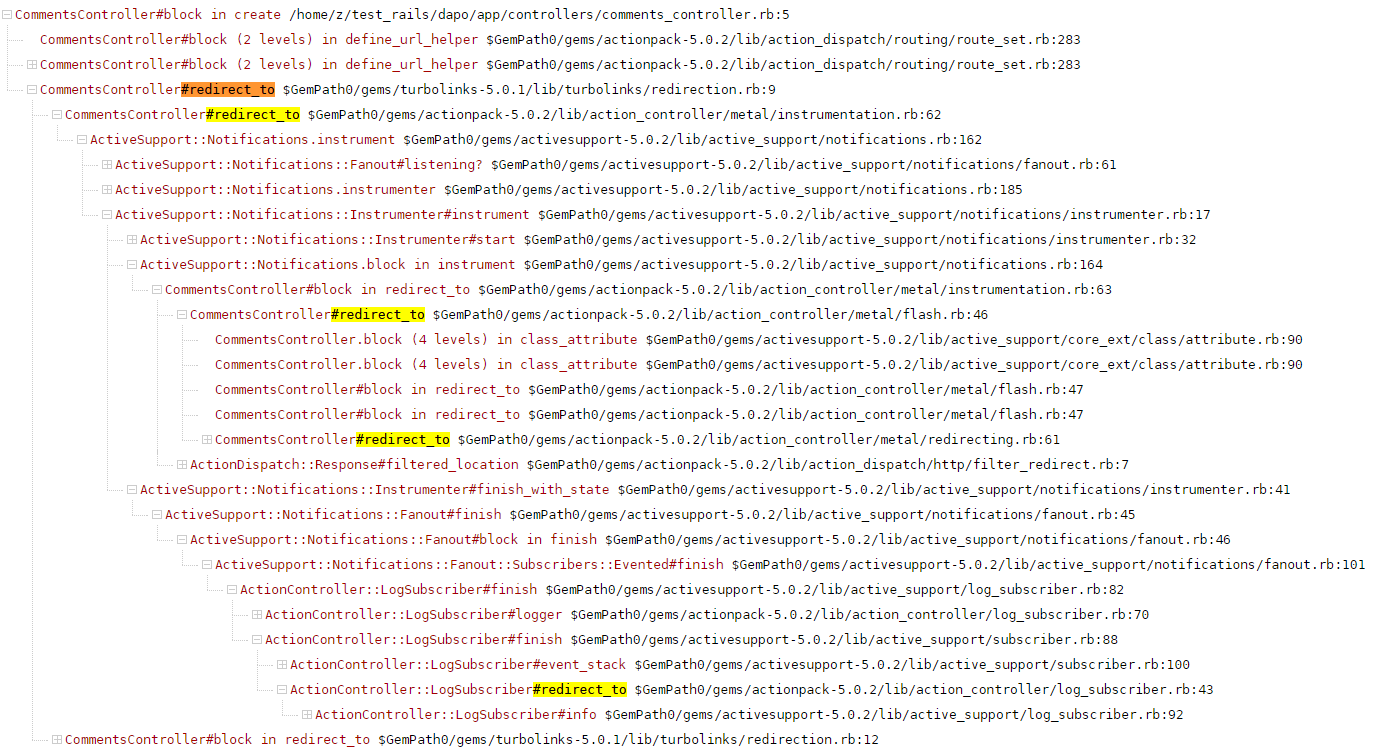 CommentsController#block in create /home/z/test_rails/dapo/app/controllers/comments_controller.rb:5
CommentsController#block (2 levels) in define_url_helper $GemPath0/gems/actionpack-5.0.2/lib/action_dispatch/routing/route_set.rb:283
CommentsController#block (2 levels) in define_url_helper $GemPath0/gems/actionpack-5.0.2/lib/action_dispatch/routing/route_set.rb:283
CommentsController#redirect_to $GemPath0/gems/turbolinks-5.0.1/lib/turbolinks/redirection.rb:9
CommentsController#redirect_to $GemPath0/gems/actionpack-5.0.2/lib/action_controller/metal/instrumentation.rb:62
ActiveSupport::Notifications.instrument $GemPath0/gems/activesupport-5.0.2/lib/active_support/notifications.rb:162
ActiveSupport::Notifications::Fanout#listening? $GemPath0/gems/activesupport-5.0.2/lib/active_support/notifications/fanout.rb:61
ActiveSupport::Notifications.instrumenter $GemPath0/gems/activesupport-5.0.2/lib/active_support/notifications.rb:185
ActiveSupport::Notifications::Instrumenter#instrument $GemPath0/gems/activesupport-5.0.2/lib/active_support/notifications/instrumenter.rb:17
ActiveSupport::Notifications::Instrumenter#start $GemPath0/gems/activesupport-5.0.2/lib/active_support/notifications/instrumenter.rb:32
ActiveSupport::Notifications.block in instrument $GemPath0/gems/activesupport-5.0.2/lib/active_support/notifications.rb:164
CommentsController#block in redirect_to $GemPath0/gems/actionpack-5.0.2/lib/action_controller/metal/instrumentation.rb:63
CommentsController#redirect_to $GemPath0/gems/actionpack-5.0.2/lib/action_controller/metal/flash.rb:46
CommentsController.block (4 levels) in class_attribute $GemPath0/gems/activesupport-5.0.2/lib/active_support/core_ext/class/attribute.rb:90
CommentsController.block (4 levels) in class_attribute $GemPath0/gems/activesupport-5.0.2/lib/active_support/core_ext/class/attribute.rb:90
CommentsController#block in redirect_to $GemPath0/gems/actionpack-5.0.2/lib/action_controller/metal/flash.rb:47
CommentsController#block in redirect_to $GemPath0/gems/actionpack-5.0.2/lib/action_controller/metal/flash.rb:47
CommentsController#redirect_to $GemPath0/gems/actionpack-5.0.2/lib/action_controller/metal/redirecting.rb:61
ActionDispatch::Response#filtered_location $GemPath0/gems/actionpack-5.0.2/lib/action_dispatch/http/filter_redirect.rb:7
ActiveSupport::Notifications::Instrumenter#finish_with_state $GemPath0/gems/activesupport-5.0.2/lib/active_support/notifications/instrumenter.rb:41
ActiveSupport::Notifications::Fanout#finish $GemPath0/gems/activesupport-5.0.2/lib/active_support/notifications/fanout.rb:45
ActiveSupport::Notifications::Fanout#block in finish $GemPath0/gems/activesupport-5.0.2/lib/active_support/notifications/fanout.rb:46
ActiveSupport::Notifications::Fanout::Subscribers::Evented#finish $GemPath0/gems/activesupport-5.0.2/lib/active_support/notifications/fanout.rb:101
ActionController::LogSubscriber#finish $GemPath0/gems/activesupport-5.0.2/lib/active_support/log_subscriber.rb:82
ActionController::LogSubscriber#logger $GemPath0/gems/actionpack-5.0.2/lib/action_controller/log_subscriber.rb:70
ActionController::LogSubscriber#finish $GemPath0/gems/activesupport-5.0.2/lib/active_support/subscriber.rb:88
ActionController::LogSubscriber#event_stack $GemPath0/gems/activesupport-5.0.2/lib/active_support/subscriber.rb:100
ActionController::LogSubscriber#redirect_to $GemPath0/gems/actionpack-5.0.2/lib/action_controller/log_subscriber.rb:43
ActionController::LogSubscriber#info $GemPath0/gems/activesupport-5.0.2/lib/active_support/log_subscriber.rb:92
CommentsController#block in redirect_to $GemPath0/gems/turbolinks-5.0.1/lib/turbolinks/redirection.rb:12